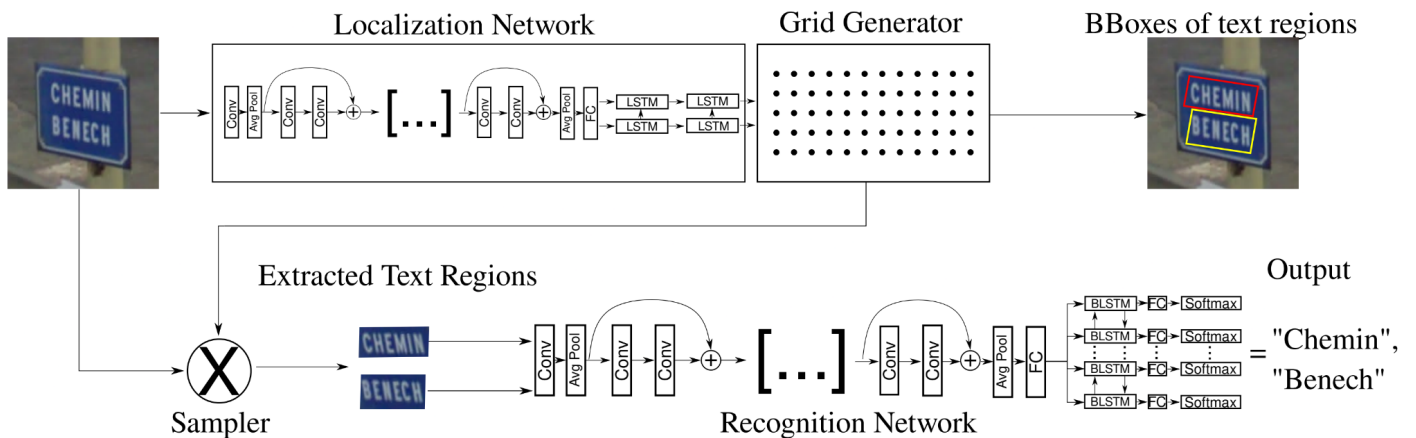 Localization Network
Grid Generator
BBoxes of text regions
CHEMIN
BENECH
Conv
Avg Pool
Conv
Conv
+
[...]
Conv
Conv
+
Avg Pool
FC
LSTM
LSTM
LSTM
LSTM
CHEMIN
BENECH
Extracted Text Regions
Output
X
Sampler
CHEMIN
BENECH
Conv
Avg Pool
Conv
Conv
+
[...]
Conv
Conv
+
Avg Pool
FC
BLSTM FC Softmax
BLSTM FC Softmax
BLSTM FC Softmax
BLSTM FC Softmax
= "Chemin",
"Benech"
Recognition Network